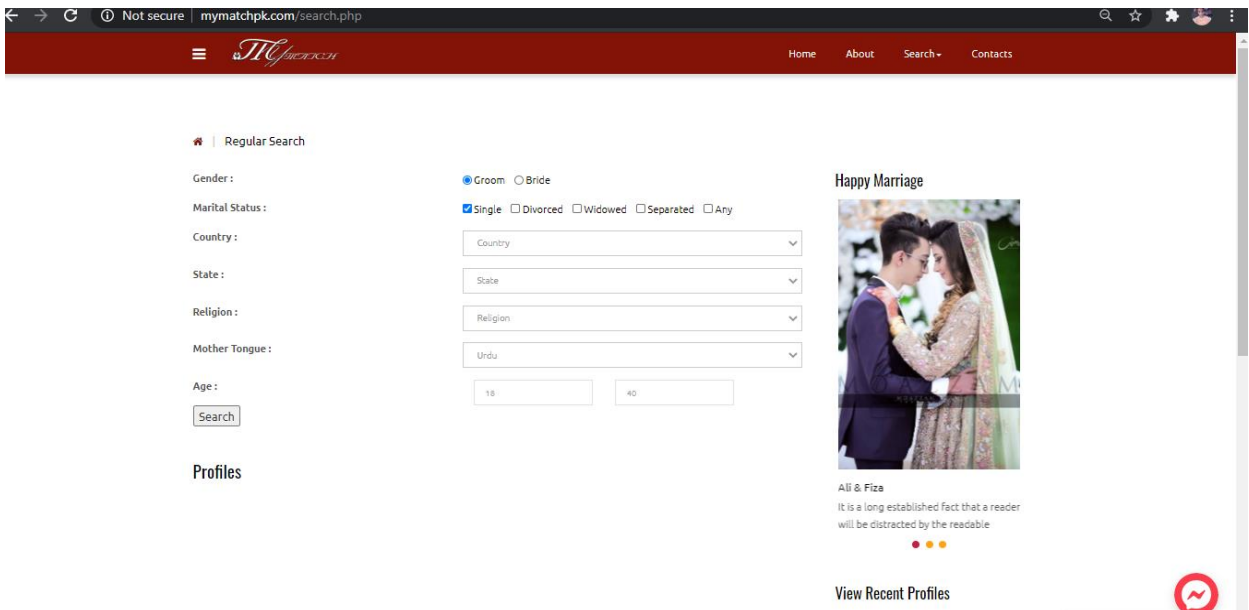 Not secure | mymatchpk.com/search.php
Home About Search Contacts
Regular Search
Gender : Groom Bride
Marital Status : Single Divorced Widowed Separated Any
Country : Country
State : State
Religion : Religion
Mother Tongue : Urdu
Age : 18 40
Search
Profiles
Happy Marriage
Ali & Fiza
It is a long established fact that a reader
will be distracted by the readable
View Recent Profiles